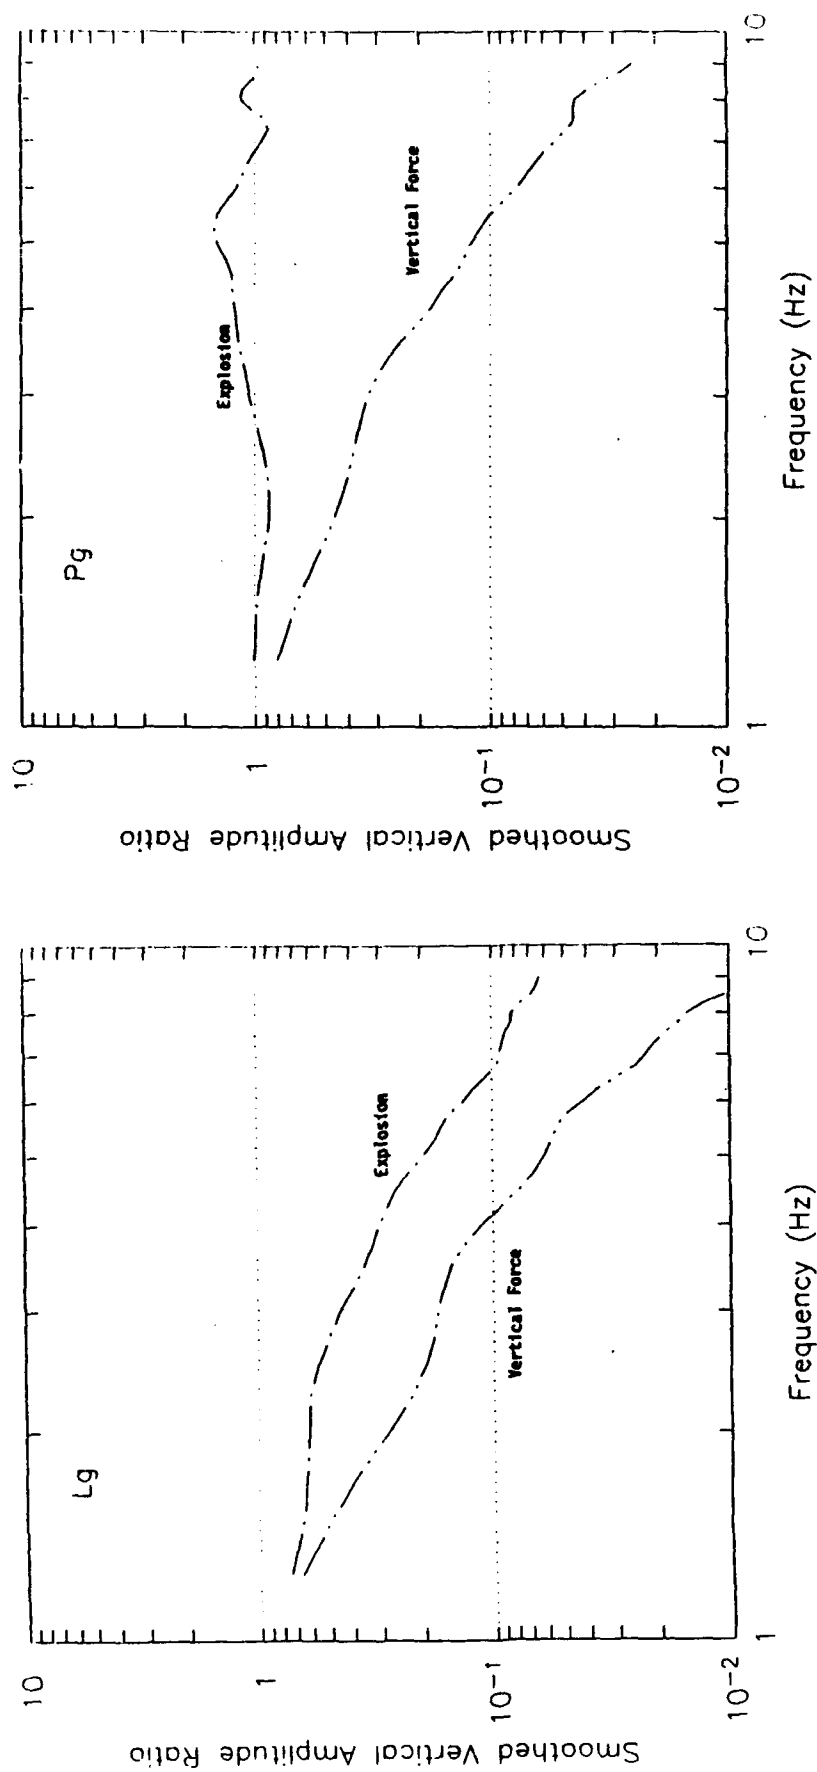 Lg
Smoothed Vertical Amplitude Ratio
10
1
10⁻¹
10⁻²
Explosion
Vertical Force
1
10
Frequency (Hz)
Pg
Smoothed Vertical Amplitude Ratio
10
1
10⁻¹
10⁻²
Explosion
Vertical Force
1
10
Frequency (Hz)